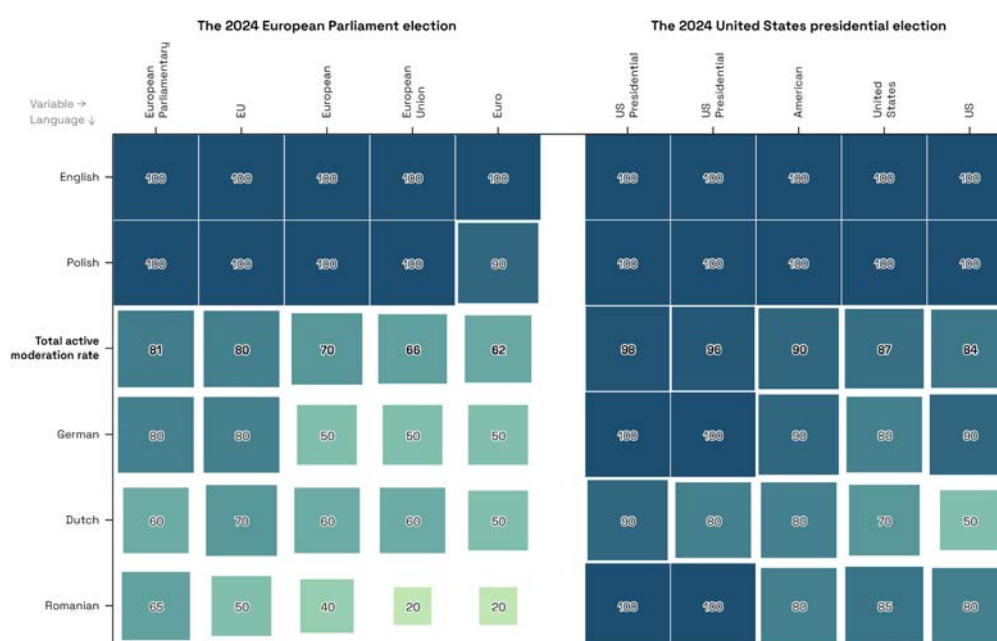 The 2024 European Parliament election
The 2024 United States presidential election
Variable →
Language ↓
European
Parliamentary
EU
European
European
Union
Euro
US
Presidential
US
Presidential
American
United
States
US
English 100 100 100 100 100 100 100 100 100 100
Polish 100 100 100 100 90 100 100 100 100 100
Total active
moderation rate 81 80 70 66 62 98 96 90 87 84
German 80 80 50 50 50 100 100 90 80 90
Dutch 60 70 60 60 50 90 80 80 70 50
Romanian 65 50 40 20 20 100 100 80 85 80